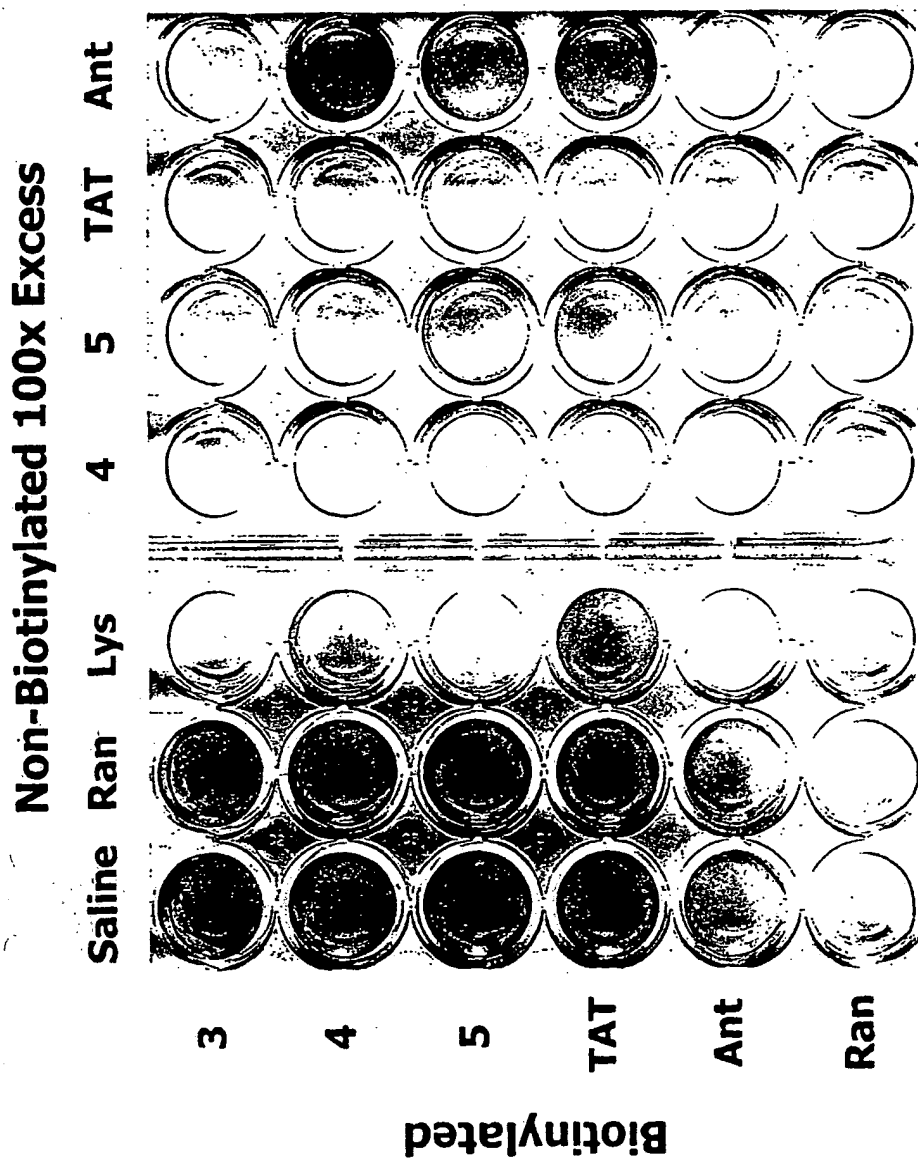 Non-Biotinylated 100x Excess
Saline Ran Lys 4 5 TAT Ant
Biotinylated
3
4
5
TAT
Ant
Ran